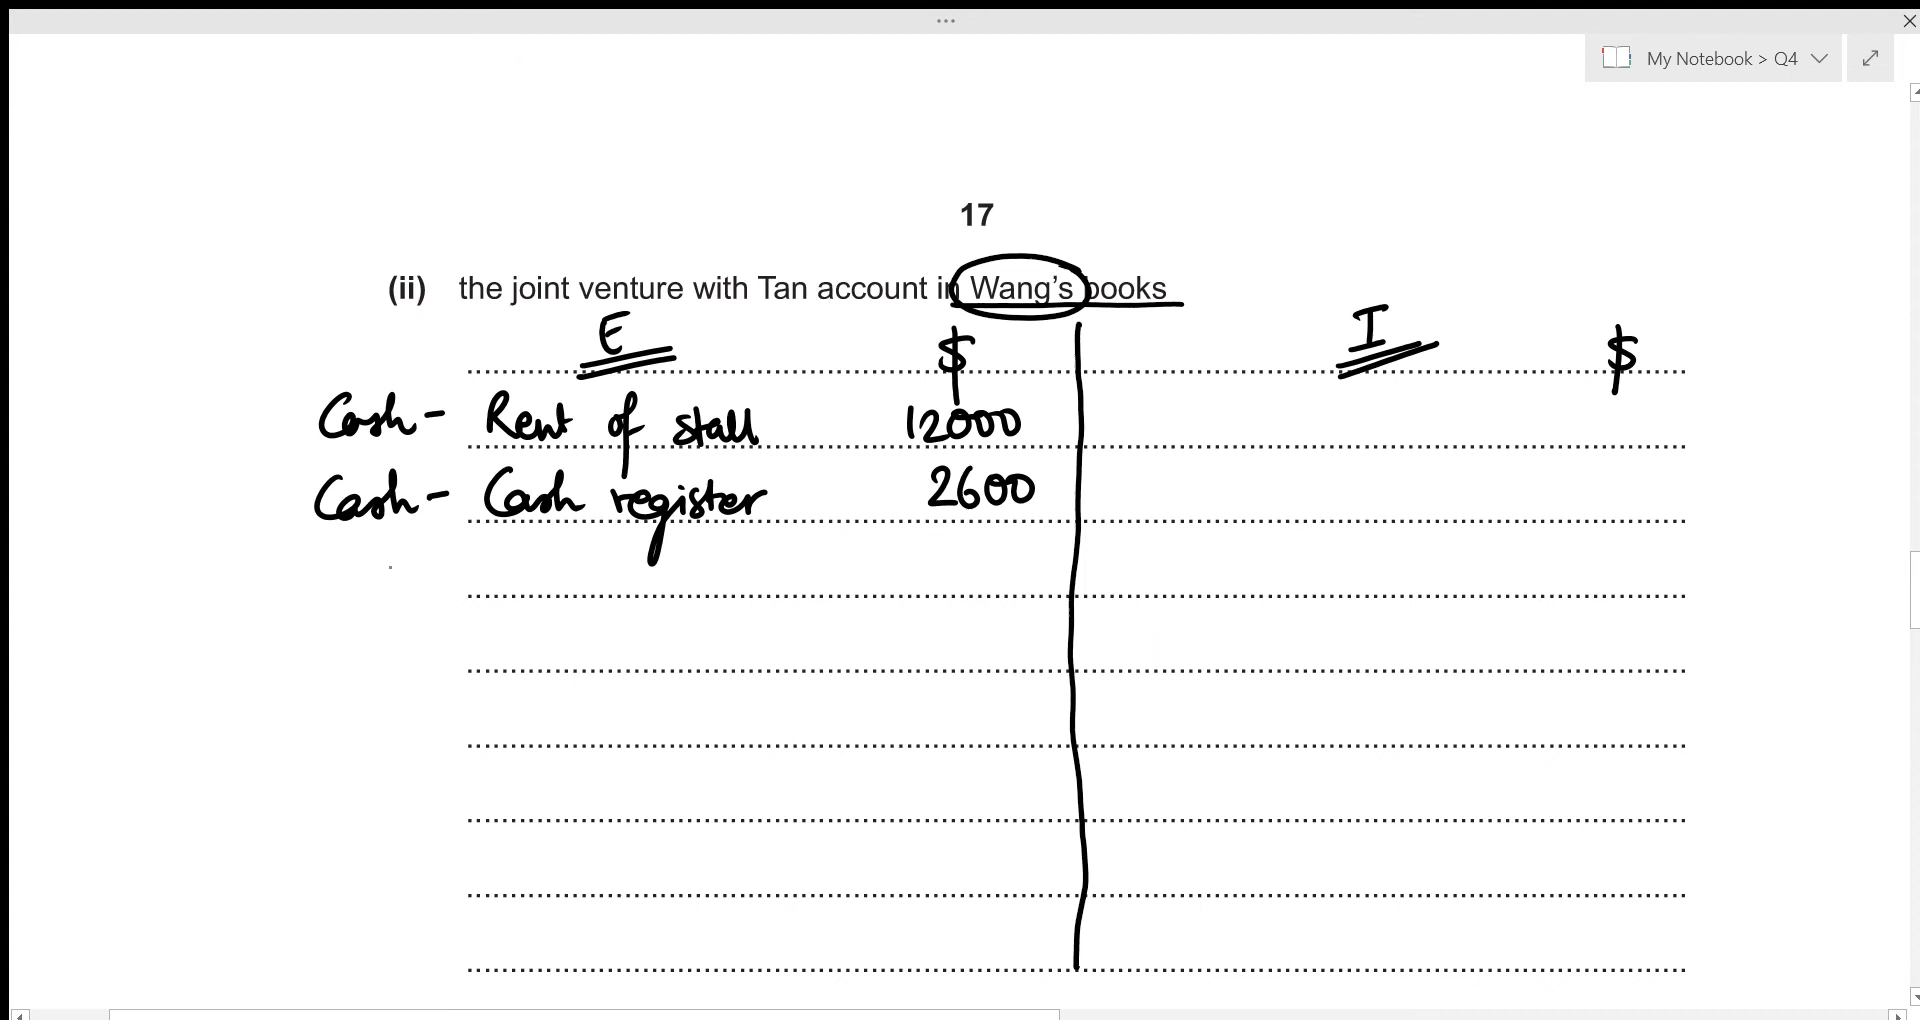 My Notebook > Q4
17
(ii) the joint venture with Tan account in Wang's books
E $ I $
Cash - Rent of stall 12000
Cash - Cash register 2600